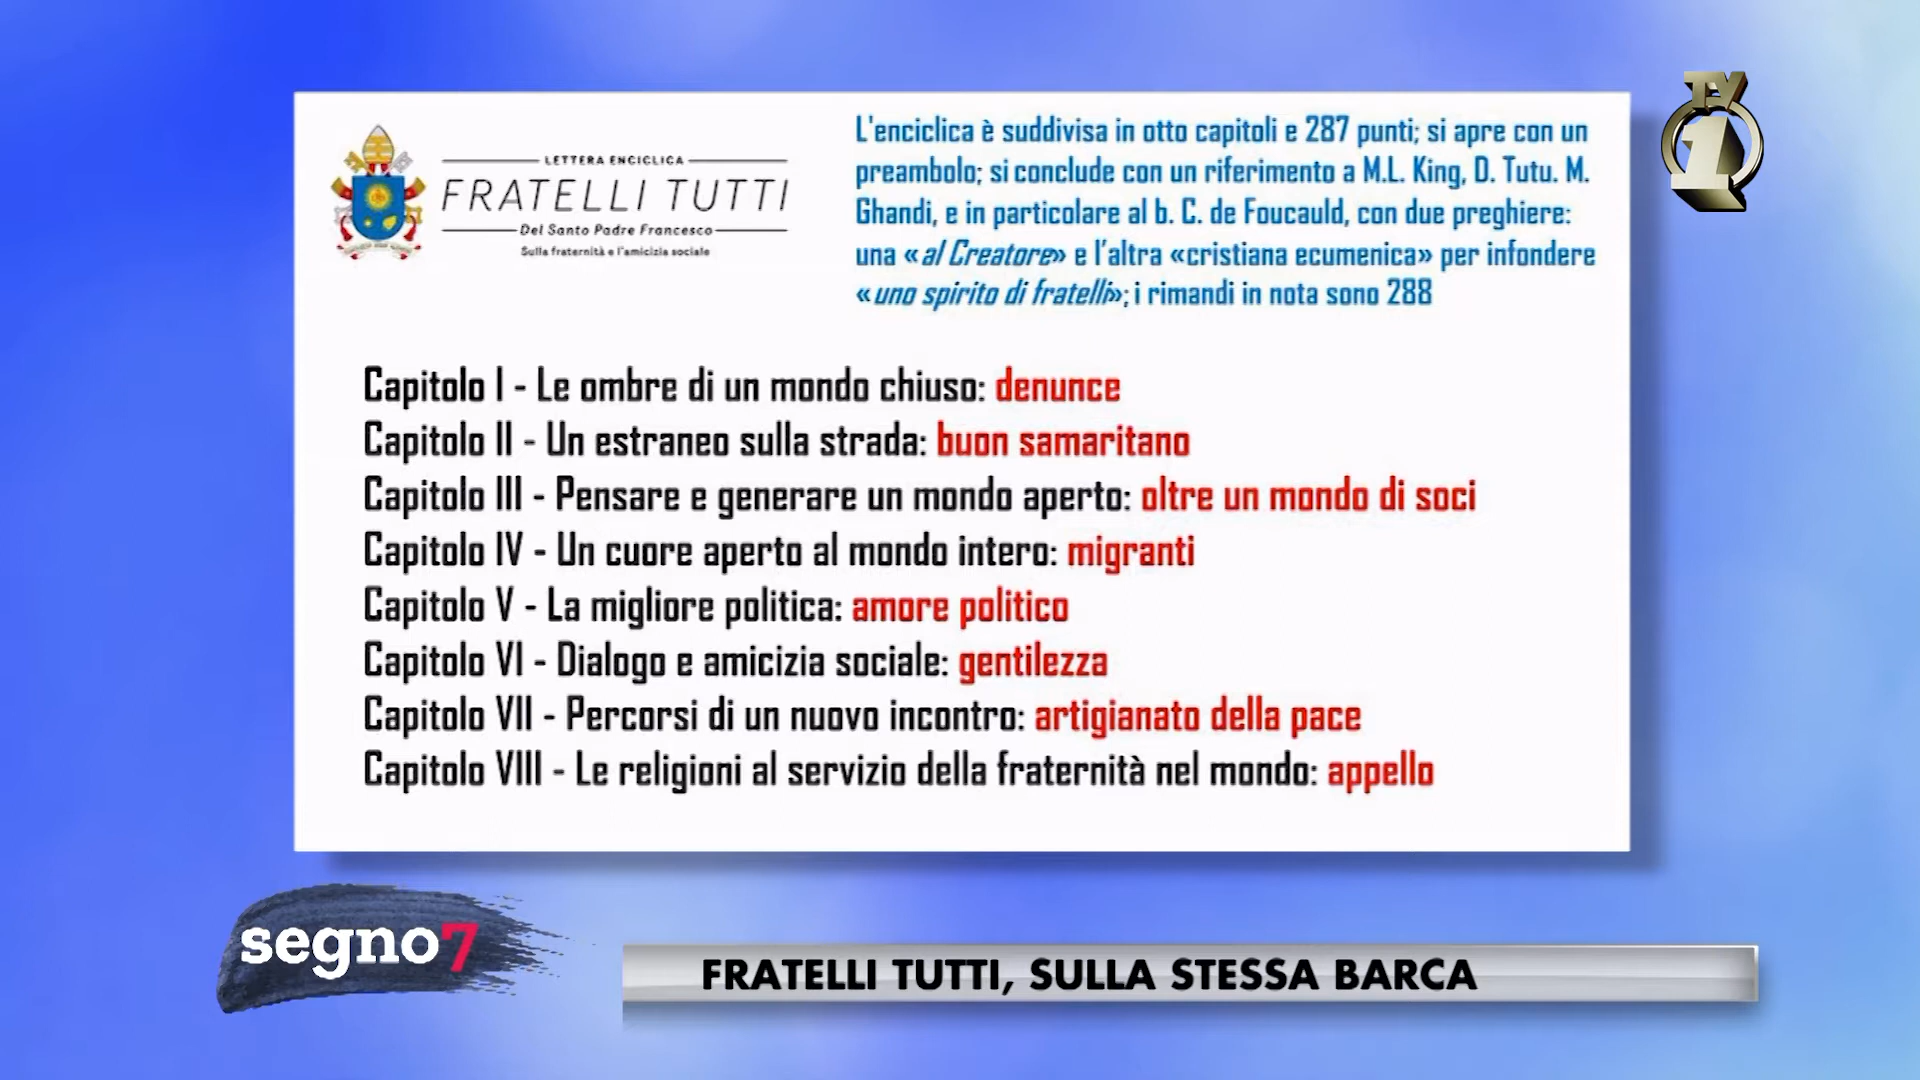 LETTERA ENCICLICA
FRATELLI TUTTI
Del Santo Padre Francesco
Sulla fraternità e l'amicizia sociale
L'enciclica è suddivisa in otto capitoli e 287 punti; si apre con un
preambolo; si conclude con un riferimento a M.L. King, D. Tutu. M.
Ghandi, e in particolare al b. C. de Foucauld, con due preghiere:
una «al Creatore» e l'altra «cristiana ecumenica» per infondere
«uno spirito di fratelli»; i rimandi in nota sono 288
TV
1
Capitolo I - Le ombre di un mondo chiuso: denunce
Capitolo II - Un estraneo sulla strada: buon samaritano
Capitolo III - Pensare e generare un mondo aperto: oltre un mondo di soci
Capitolo IV - Un cuore aperto al mondo intero: migranti
Capitolo V - La migliore politica: amore politico
Capitolo VI - Dialogo e amicizia sociale: gentilezza
Capitolo VII - Percorsi di un nuovo incontro: artigianato della pace
Capitolo VIII - Le religioni al servizio della fraternità nel mondo: appello
segno7
FRATELLI TUTTI, SULLA STESSA BARCA